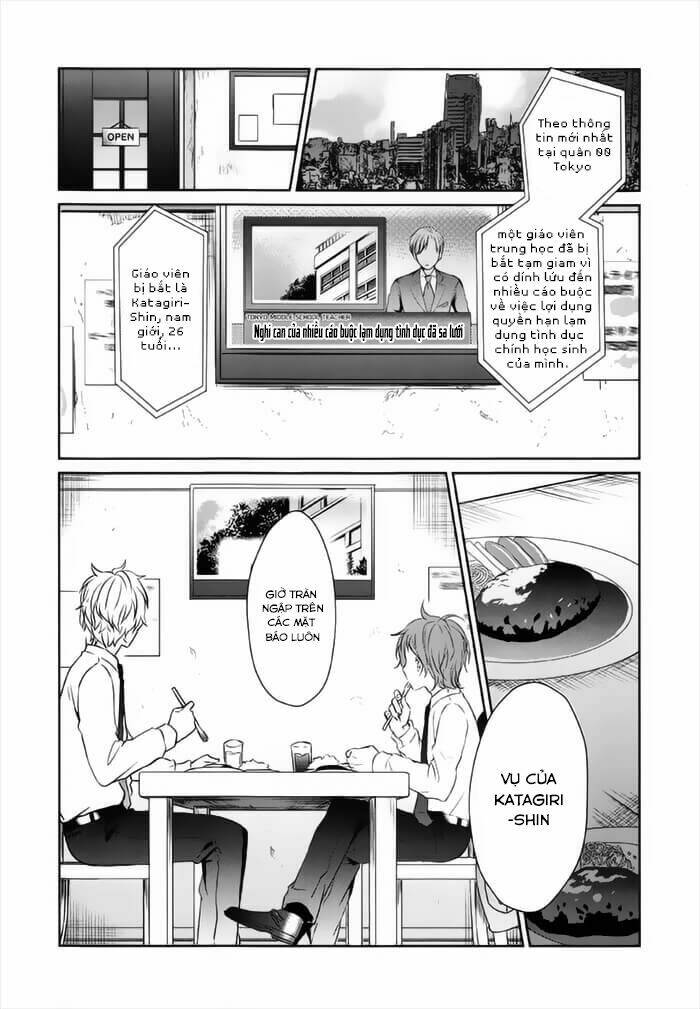 Theo thông
tin mới nhất
tại quân 00
Tokyo
OPEN
một giáo viên
trung học đã bị
bắt tạm giam vì
có dính lứu đến
nhiều cáo buộc
về việc lợi dụng
quyền hạn lạm
dụng tình dục
chính học sinh
của mình.
TOKYO MIDDLE SCHOOL TEACHER
Nghi can của nhiều cáo buộc lạm dụng tình dục đã sa lưới
Giáo viên
bị bắt là
Katagiri-
Shin, nam
giới, 26
tuổi...
VỤ CỦA
KATAGIRI
-SHIN
GIỜ TRÀN
NGẬP TRÊN
CÁC MẶT
BÁO LUÔN